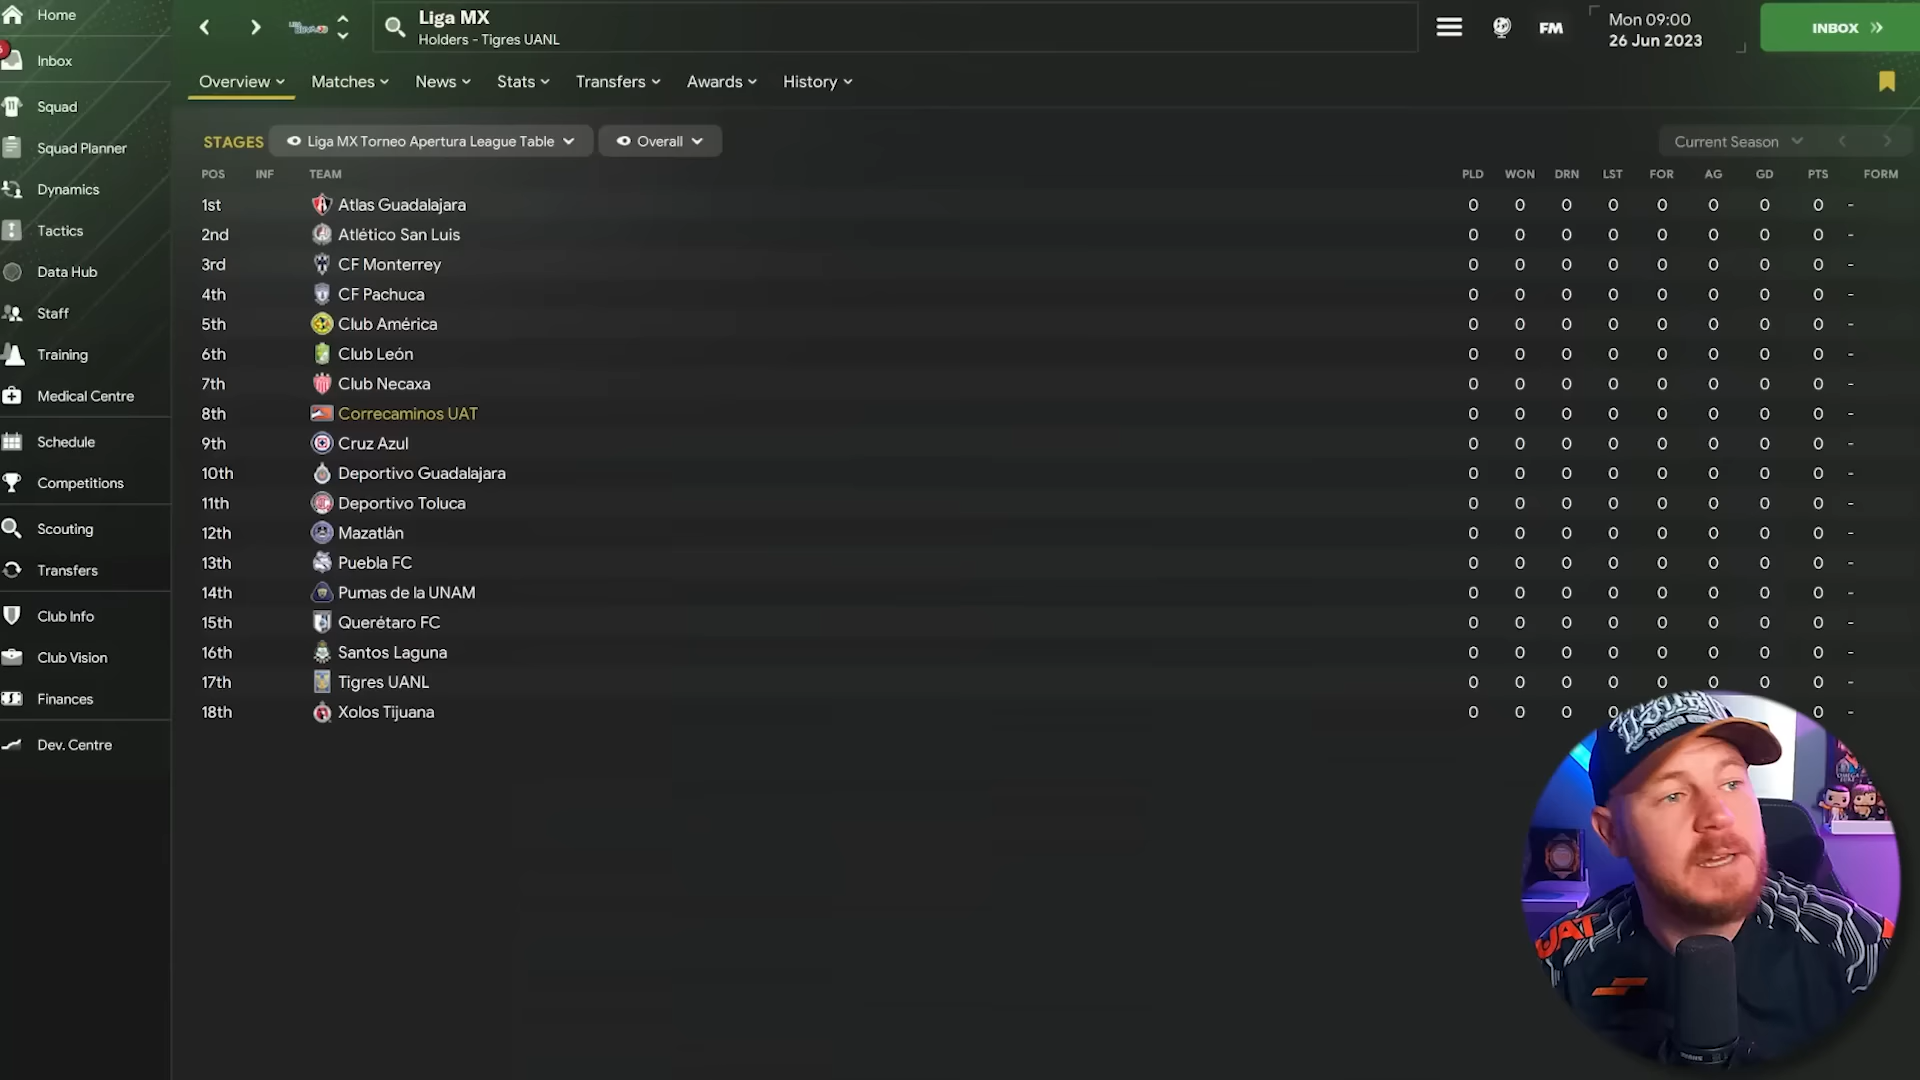 Home
Inbox
Squad
Squad Planner
Dynamics
Tactics
Data Hub
Staff
Training
Medical Centre
Schedule
Competitions
Scouting
Transfers
Club Info
Club Vision
Finances
Dev. Centre
Liga MX
Holders - Tigres UANL
FM
Mon 09:00
26 Jun 2023
INBOX
Overview Matches News Stats Transfers Awards History
STAGES Liga MX Torneo Apertura League Table Overall Current Season
POS INF TEAM PLD WON DRN LST FOR AG GD PTS FORM
1st Atlas Guadalajara 0 0 0 0 0 0 0 0 -
2nd Atlético San Luis 0 0 0 0 0 0 0 0 -
3rd CF Monterrey 0 0 0 0 0 0 0 0 -
4th CF Pachuca 0 0 0 0 0 0 0 0 -
5th Club América 0 0 0 0 0 0 0 0 -
6th Club León 0 0 0 0 0 0 0 0 -
7th Club Necaxa 0 0 0 0 0 0 0 0 -
8th Correcaminos UAT 0 0 0 0 0 0 0 0 -
9th Cruz Azul 0 0 0 0 0 0 0 0 -
10th Deportivo Guadalajara 0 0 0 0 0 0 0 0 -
11th Deportivo Toluca 0 0 0 0 0 0 0 0 -
12th Mazatlán 0 0 0 0 0 0 0 0 -
13th Puebla FC 0 0 0 0 0 0 0 0 -
14th Pumas de la UNAM 0 0 0 0 0 0 0 0 -
15th Querétaro FC 0 0 0 0 0 0 0 0 -
16th Santos Laguna 0 0 0 0 0 0 0 0 -
17th Tigres UANL 0 0 0 0 0 0 0 0 -
18th Xolos Tijuana 0 0 0 0 0 -
UAT